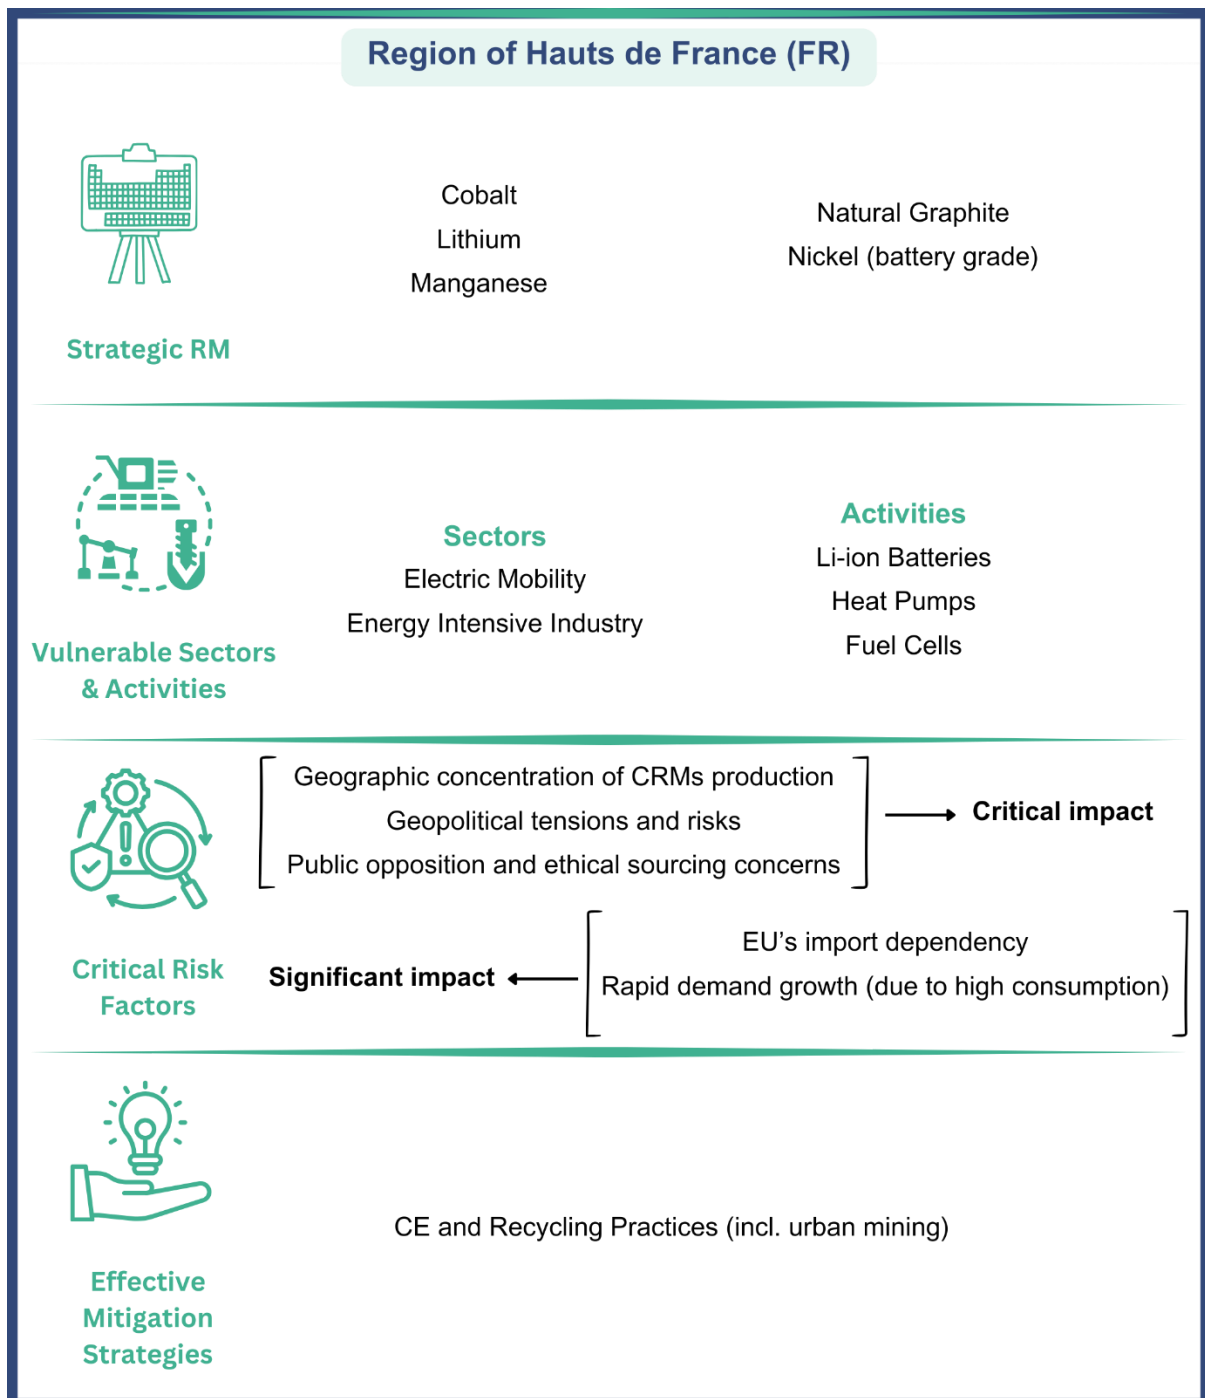 Region of Hauts de France (FR)
Cobalt
Lithium
Manganese
Natural Graphite
Nickel (battery grade)
Strategic RM
Sectors
Electric Mobility
Energy Intensive Industry
Activities
Li-ion Batteries
Heat Pumps
Fuel Cells
Vulnerable Sectors
& Activities
Geographic concentration of CRMs production
Geopolitical tensions and risks
Public opposition and ethical sourcing concerns
Critical impact
EU’s import dependency
Rapid demand growth (due to high consumption)
Significant impact
Critical Risk
Factors
CE and Recycling Practices (incl. urban mining)
Effective
Mitigation
Strategies